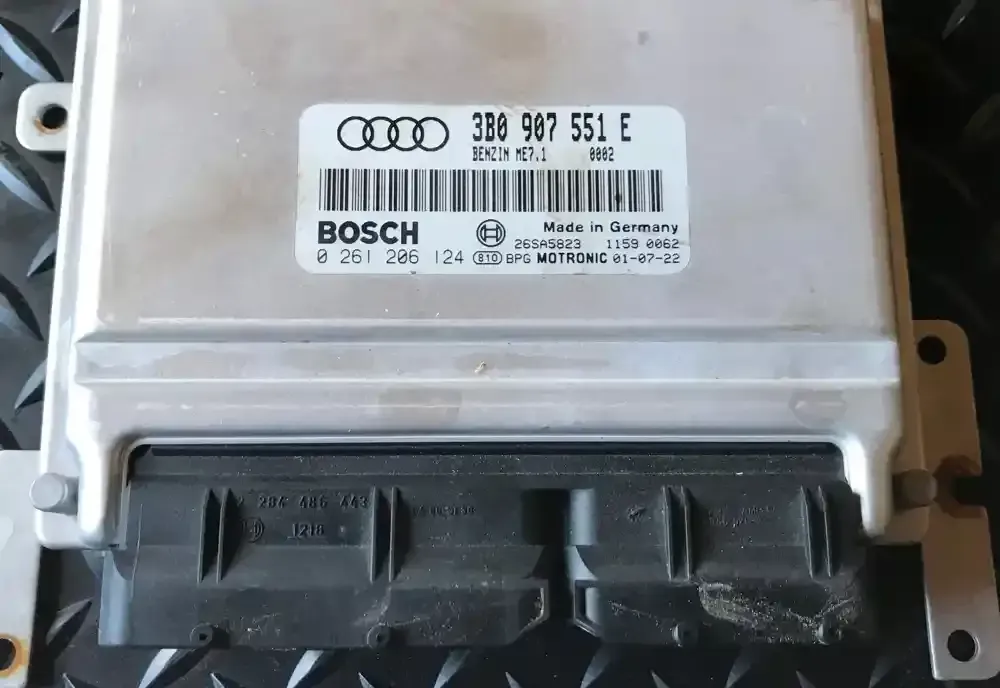 3B0 907 551 E
BENZIN ME7.1 0002
BOSCH
Made in Germany
26SA5823 1159 0062
0 261 206 124 810 BPG MOTRONIC 01-07-22
284 486 443
1218